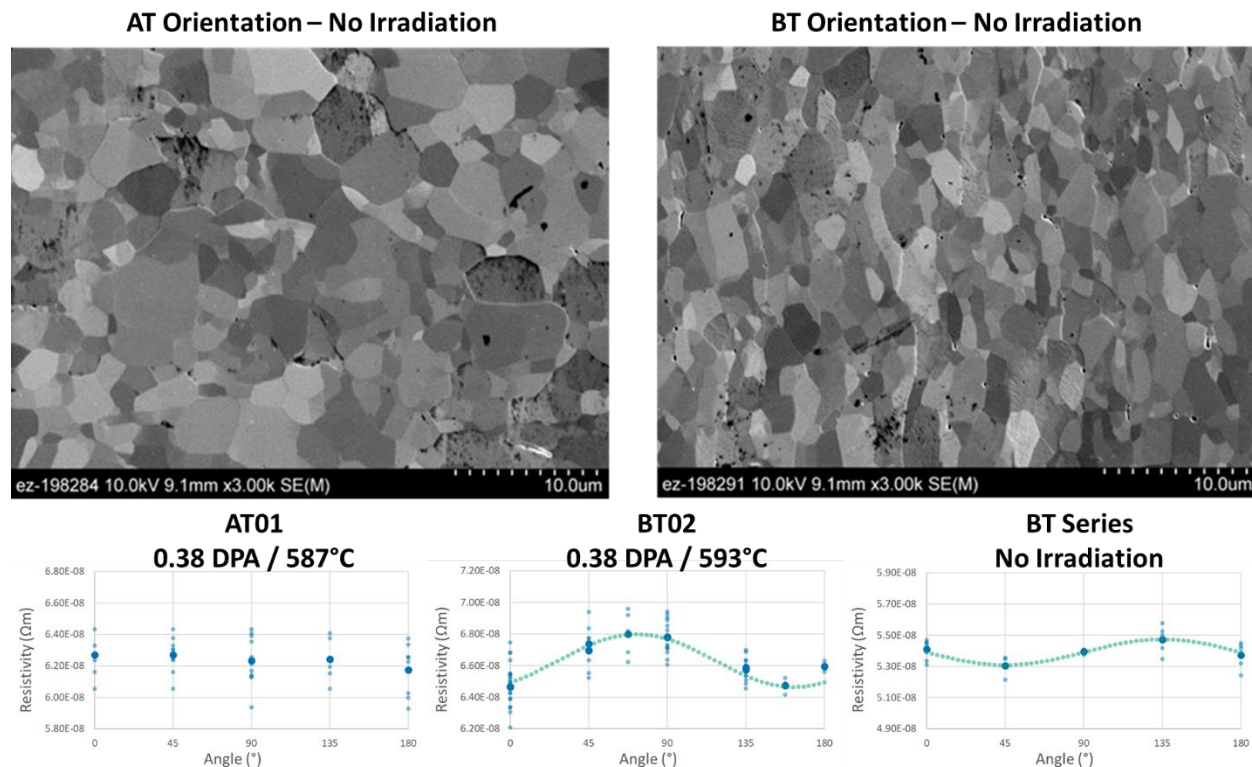 AT Orientation – No Irradiation
BT Orientation – No Irradiation
ez-198284 10.0kV 9.1mm x3.00k SE(M)
10.0um
ez-198291 10.0kV 9.1mm x3.00k SE(M)
10.0um
AT01
0.38 DPA / 587°C
6.80E-08
6.60E-08
6.40E-08
6.20E-08
6.00E-08
5.80E-08
Resistivity (Ωm)
0 45 90 135 180
Angle (°)
BT02
0.38 DPA / 593°C
7.20E-08
7.00E-08
6.80E-08
6.60E-08
6.40E-08
6.20E-08
Resistivity (Ωm)
0 45 90 135 180
Angle (°)
BT Series
No Irradiation
5.90E-08
5.70E-08
5.50E-08
5.30E-08
5.10E-08
4.90E-08
Resistivity (Ωm)
0 45 90 135 180
Angle (°)